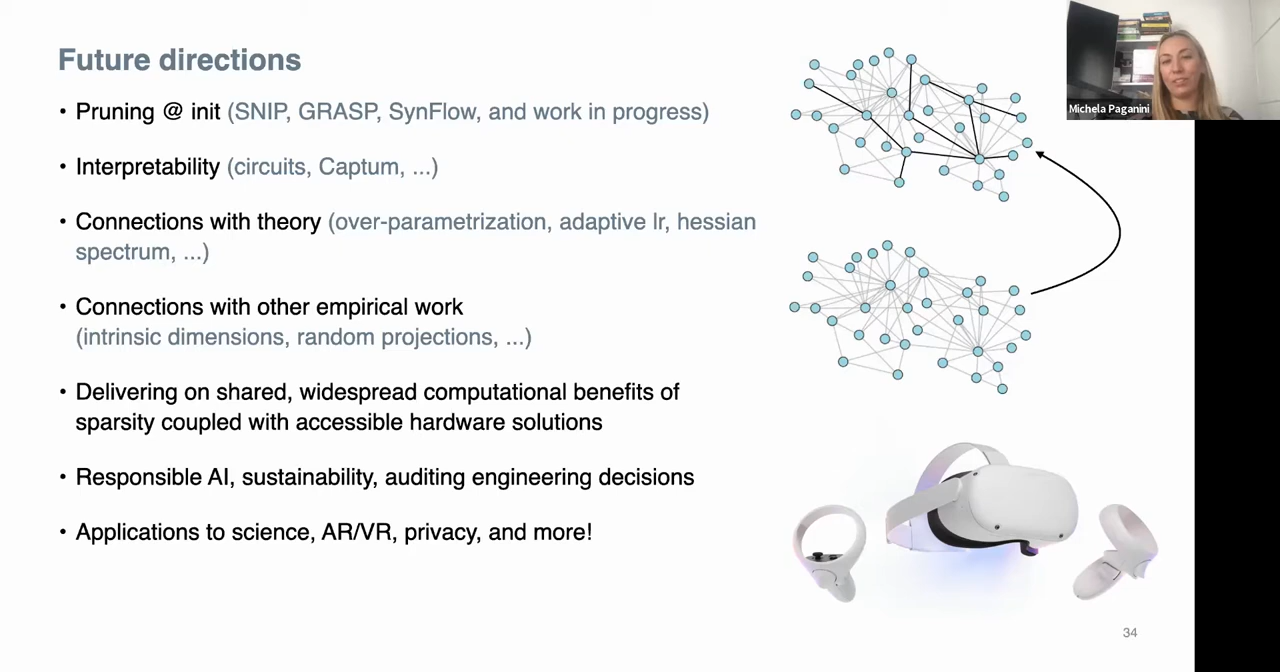 Future directions
• Pruning @ init (SNIP, GRASP, SynFlow, and work in progress)
• Interpretability (circuits, Captum, ...)
• Connections with theory (over-parametrization, adaptive lr, hessian
spectrum, ...)
• Connections with other empirical work
(intrinsic dimensions, random projections, ...)
• Delivering on shared, widespread computational benefits of
sparsity coupled with accessible hardware solutions
• Responsible AI, sustainability, auditing engineering decisions
• Applications to science, AR/VR, privacy, and more!
Michela Paganini
34